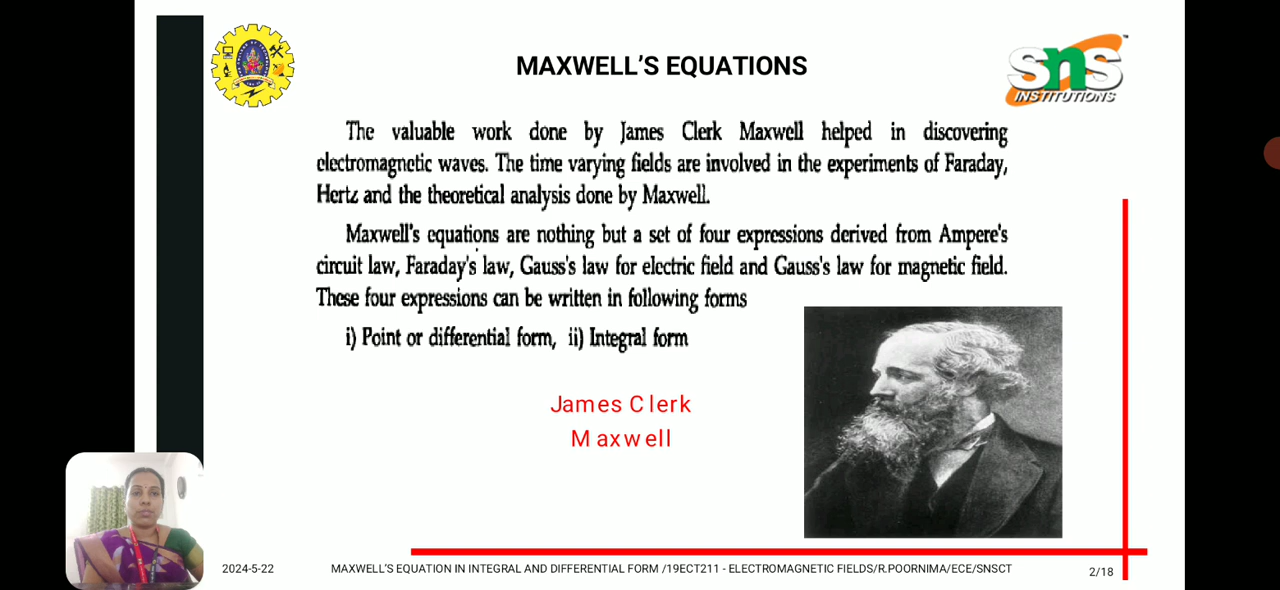 MAXWELL'S EQUATIONS
SNS
INSTITUTIONS
The valuable work done by James Clerk Maxwell helped in discovering
electromagnetic waves. The time varying fields are involved in the experiments of Faraday,
Hertz and the theoretical analysis done by Maxwell.
Maxwell's equations are nothing but a set of four expressions derived from Ampere's
circuit law, Faraday's law, Gauss's law for electric field and Gauss's law for magnetic field.
These four expressions can be written in following forms
i) Point or differential form, ii) Integral form
James Clerk
Maxwell
2024-5-22
MAXWELL'S EQUATION IN INTEGRAL AND DIFFERENTIAL FORM /19ECT211 - ELECTROMAGNETIC FIELDS/R.POORNIMA/ECE/SNSCT
2/18